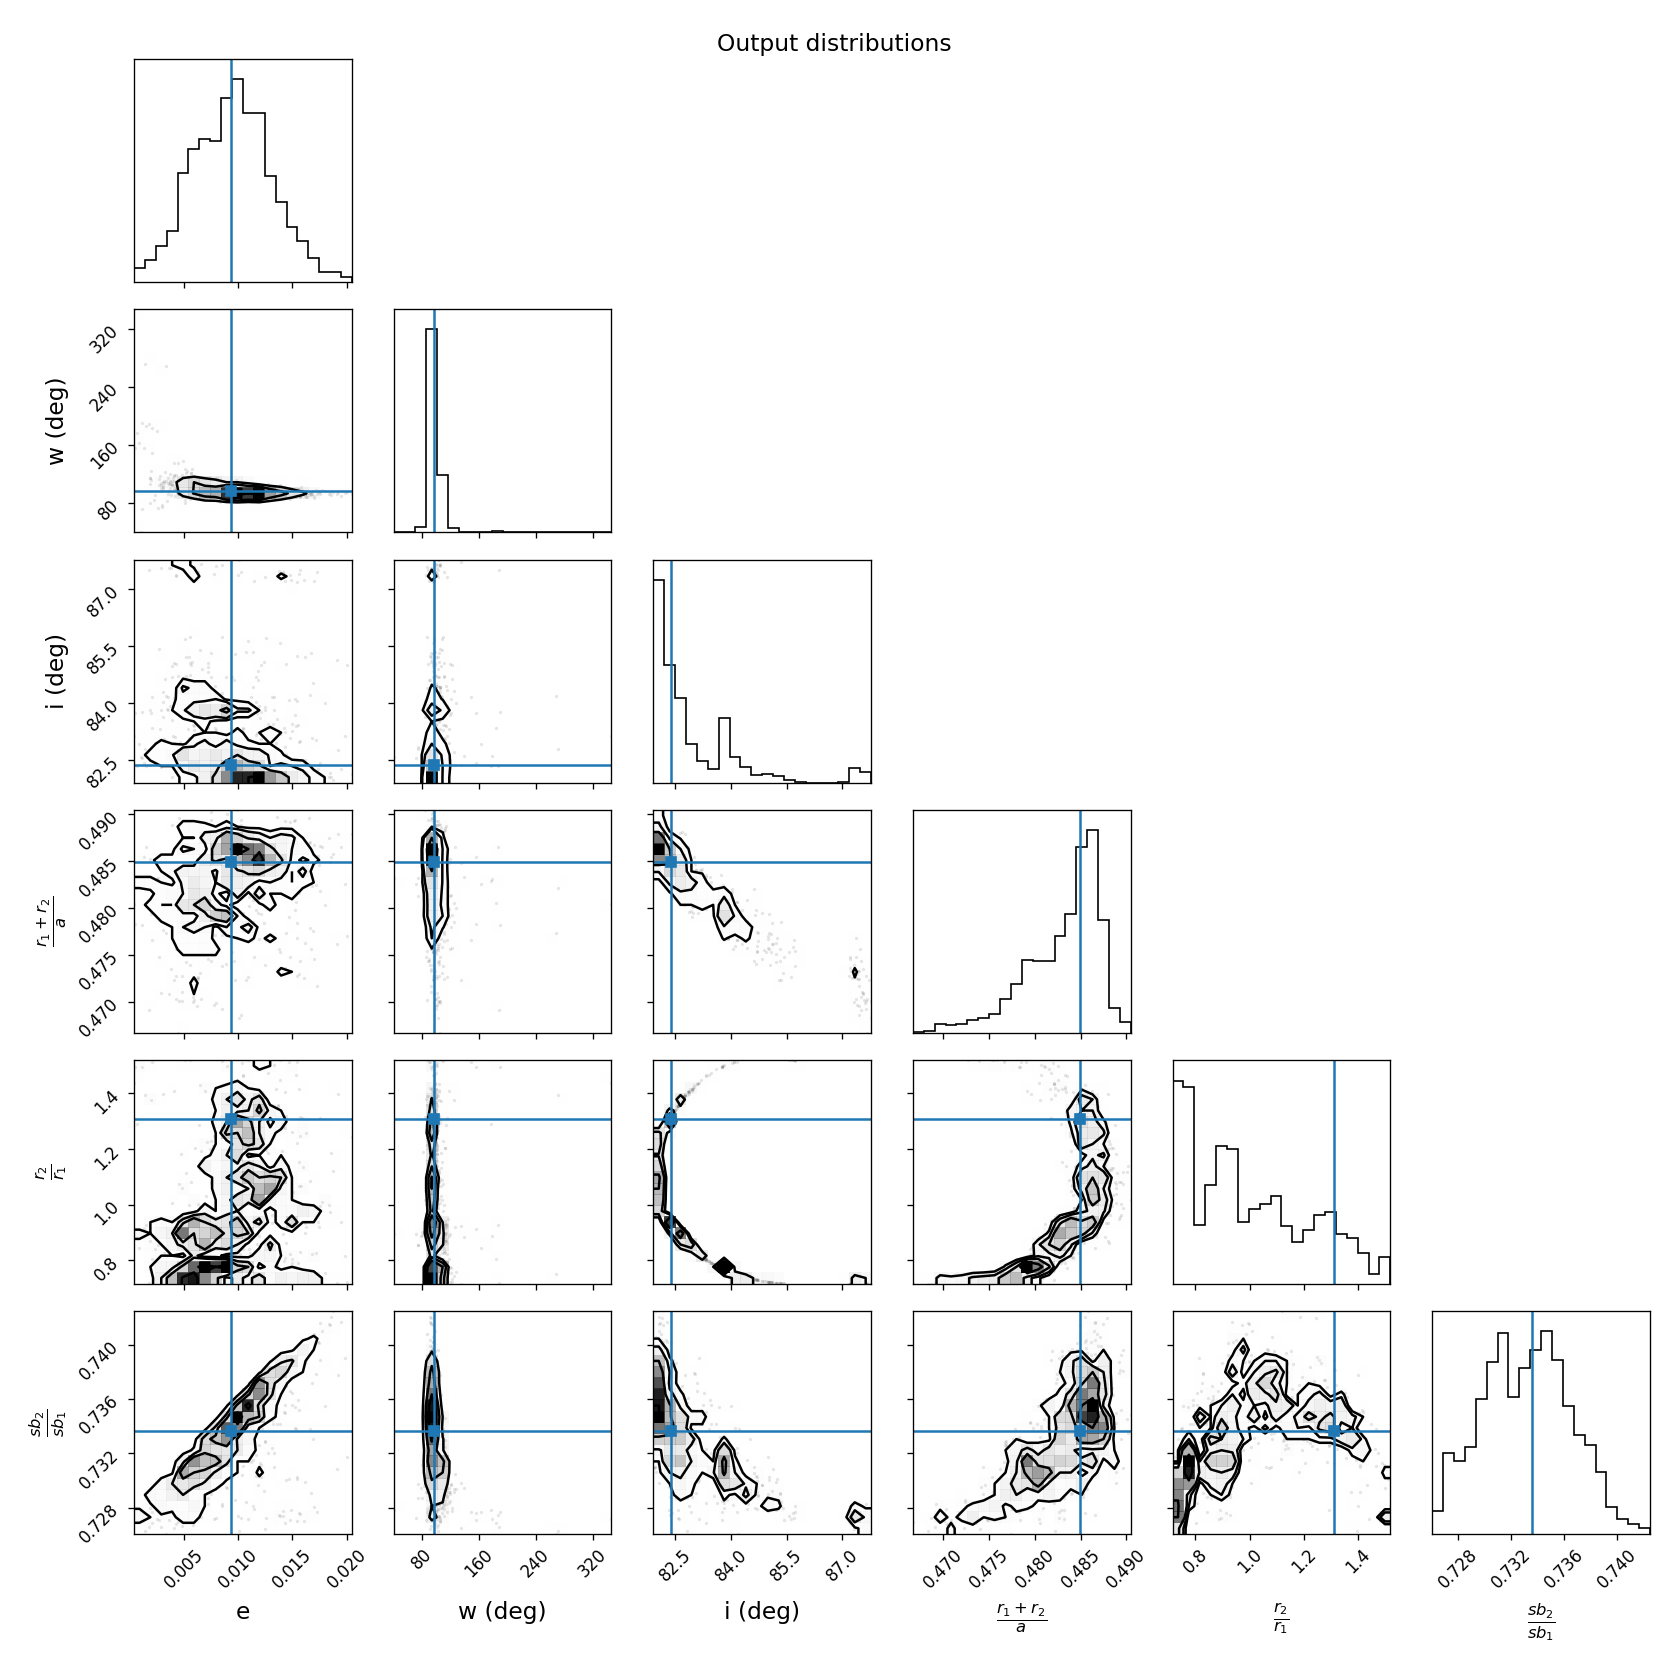 Output distributions
w (deg)
320
240
160
80
i (deg)
87.0
85.5
84.0
82.5
r₁ + r₂
a
0.490
0.485
0.480
0.475
0.470
r₂
r₁
1.4
1.2
1.0
0.8
sb₂
sb₁
0.740
0.736
0.732
0.728
0.005 0.010 0.015 0.020
80 160 240 320
82.5 84.0 85.5 87.0
0.470 0.475 0.480 0.485 0.490
0.8 1.0 1.2 1.4
0.728 0.732 0.736 0.740
e
w (deg)
i (deg)
r₁ + r₂
a
r₂
r₁
sb₂
sb₁